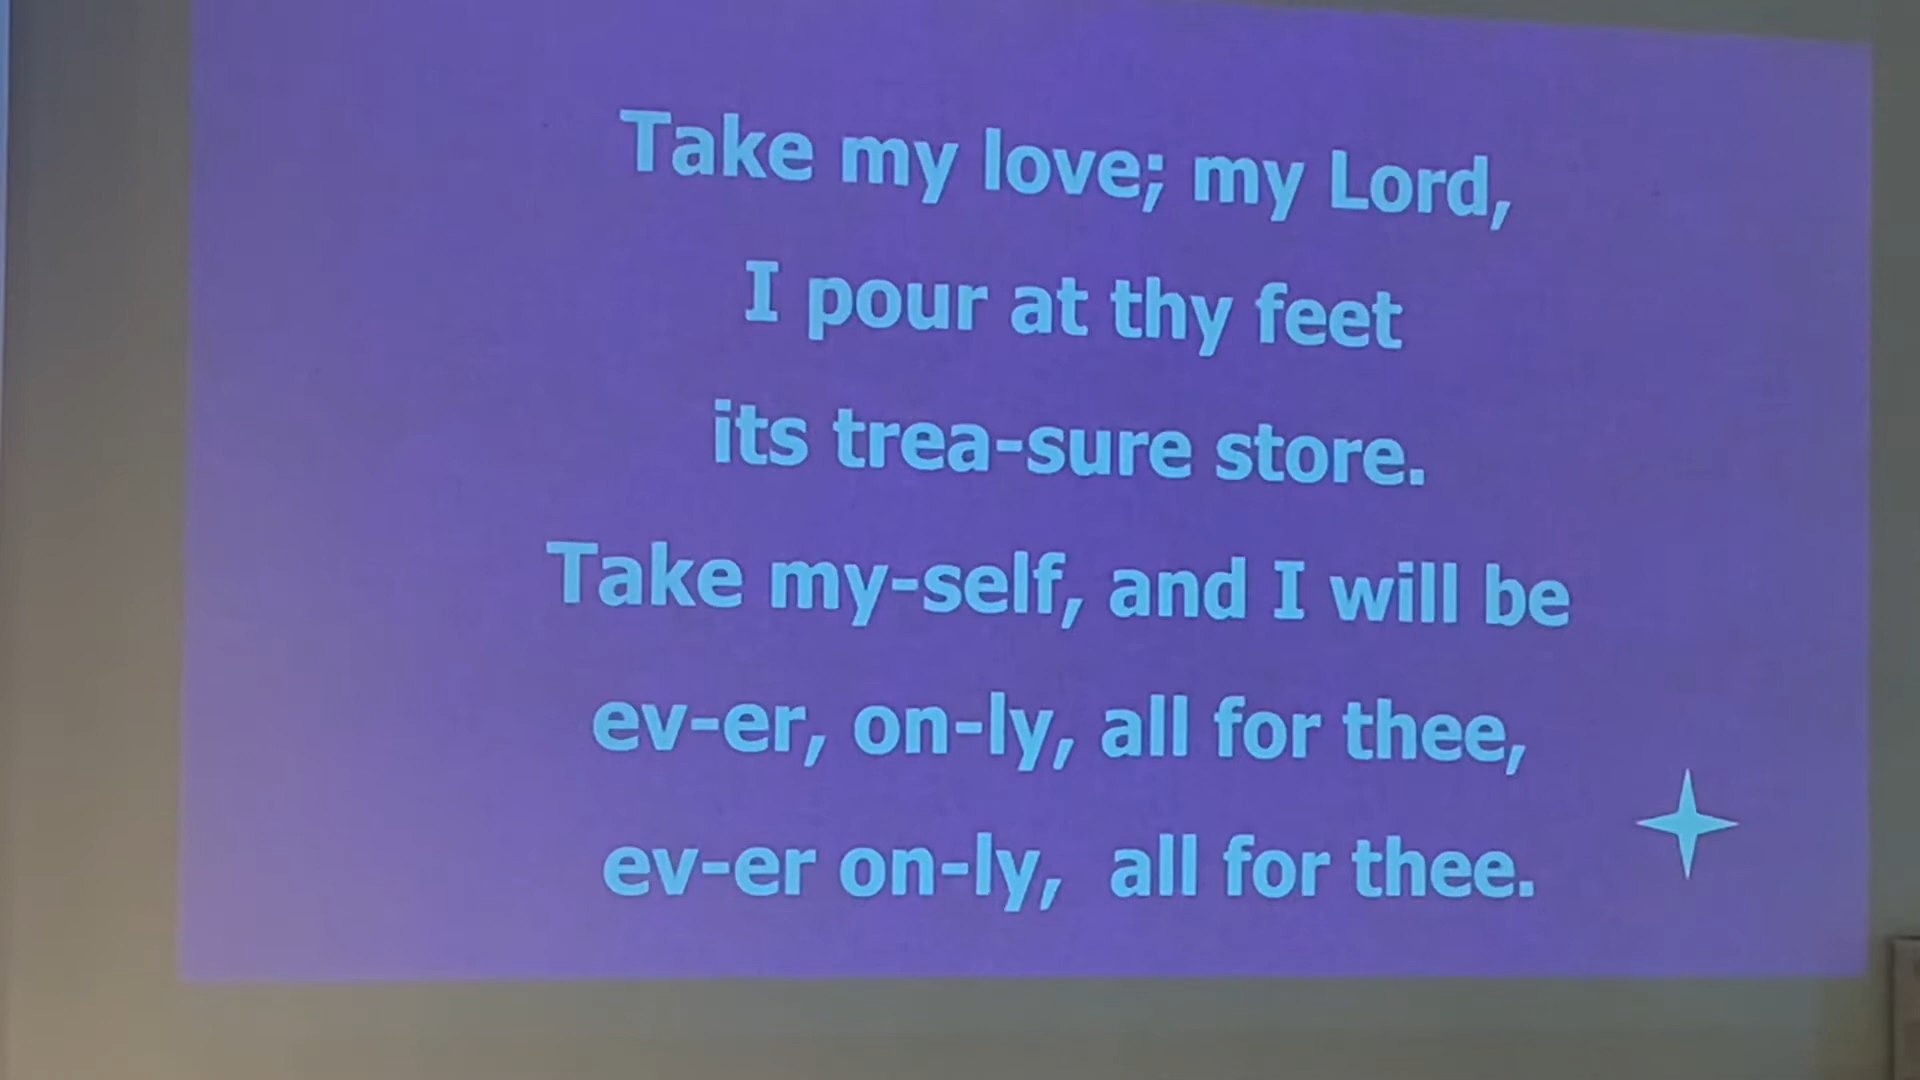 Take my love; my Lord,
I pour at thy feet
its trea-sure store.
Take my-self, and I will be
ev-er, on-ly, all for thee,
ev-er on-ly, all for thee.